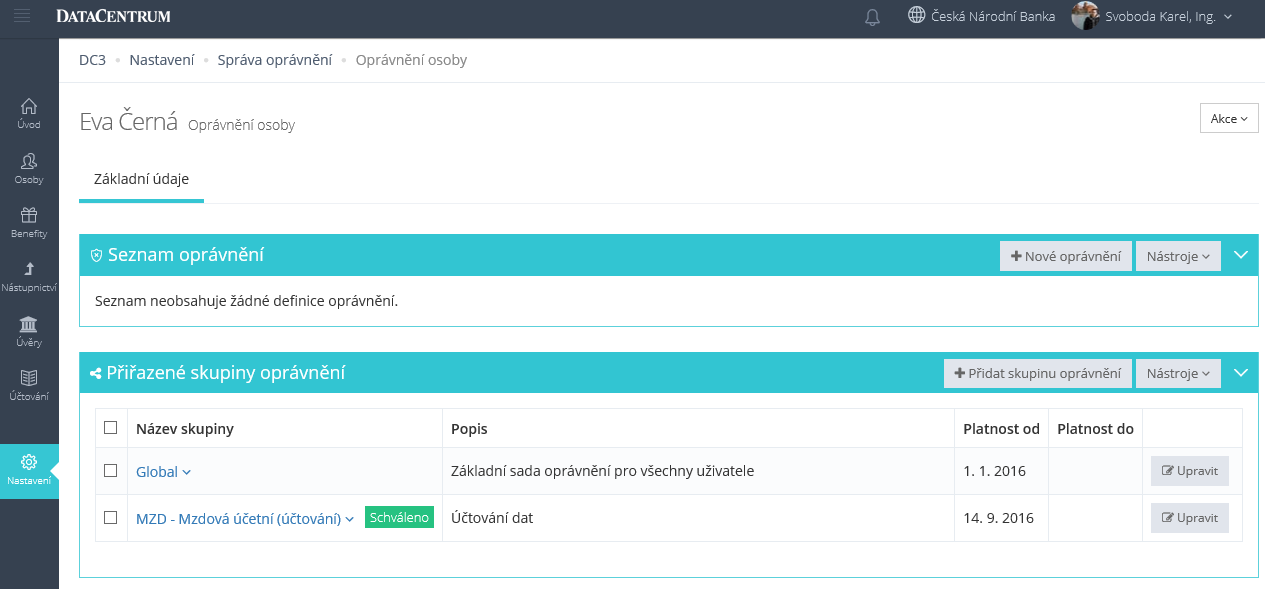 DATACENTRUM
Česká Národní Banka
Svoboda Karel, Ing.
DC3 Nastavení Správa oprávnění Oprávnění osoby
Úvod
Osoby
Benefity
Nástupnictví
Úvěry
Účtování
Nastavení
Eva Černá Oprávnění osoby
Akce
Základní údaje
Seznam oprávnění
Nové oprávnění
Nástroje
Seznam neobsahuje žádné definice oprávnění.
Přiřazené skupiny oprávnění
Přidat skupinu oprávnění
Nástroje
Název skupiny Popis Platnost od Platnost do
Global Základní sada oprávnění pro všechny uživatele 1. 1. 2016 Upravit
MZD - Mzdová účetní (účtování) Schváleno Účtování dat 14. 9. 2016 Upravit